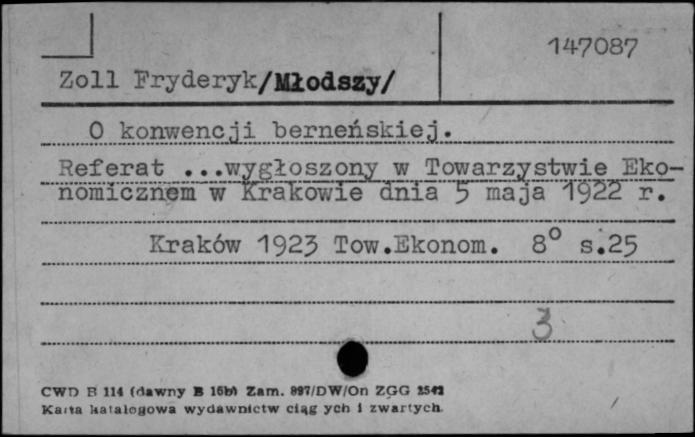 147087
Zoll Fryderyk/Młodszy/
O konwencji berneńskiej.
Referat ...wygłoszony w Towarzystwie Eko-
nomicznem w Krakowie dnia 5 maja 1922 r.
Kraków 1923 Tow.Ekonom. 8° s.25
3
CWD B 114 (dawny B 16b) Zam. 897/DW/On ZGG 2542
Karta katalogowa wydawnictw ciąg ych i zwartych.